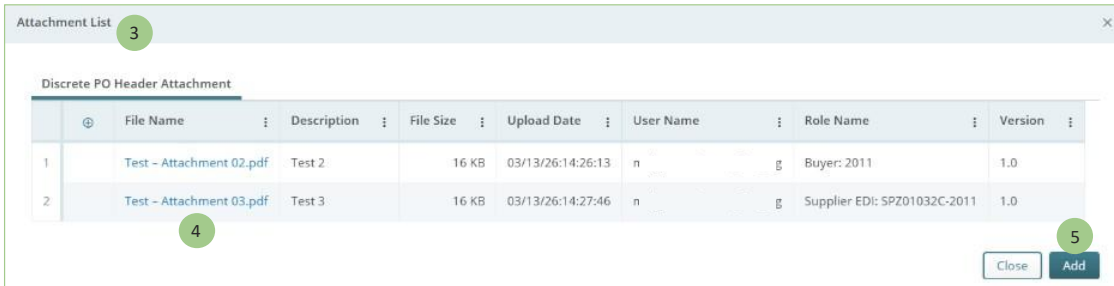 Attachment List 3 ×
Discrete PO Header Attachment
File Name Description File Size Upload Date User Name Role Name Version
1 Test – Attachment 02.pdf Test 2 16 KB 03/13/26:14:26:13 n g Buyer: 2011 1.0
2 Test – Attachment 03.pdf Test 3 16 KB 03/13/26:14:27:46 n g Supplier EDI: SPZ01032C-2011 1.0
4
5
Close Add